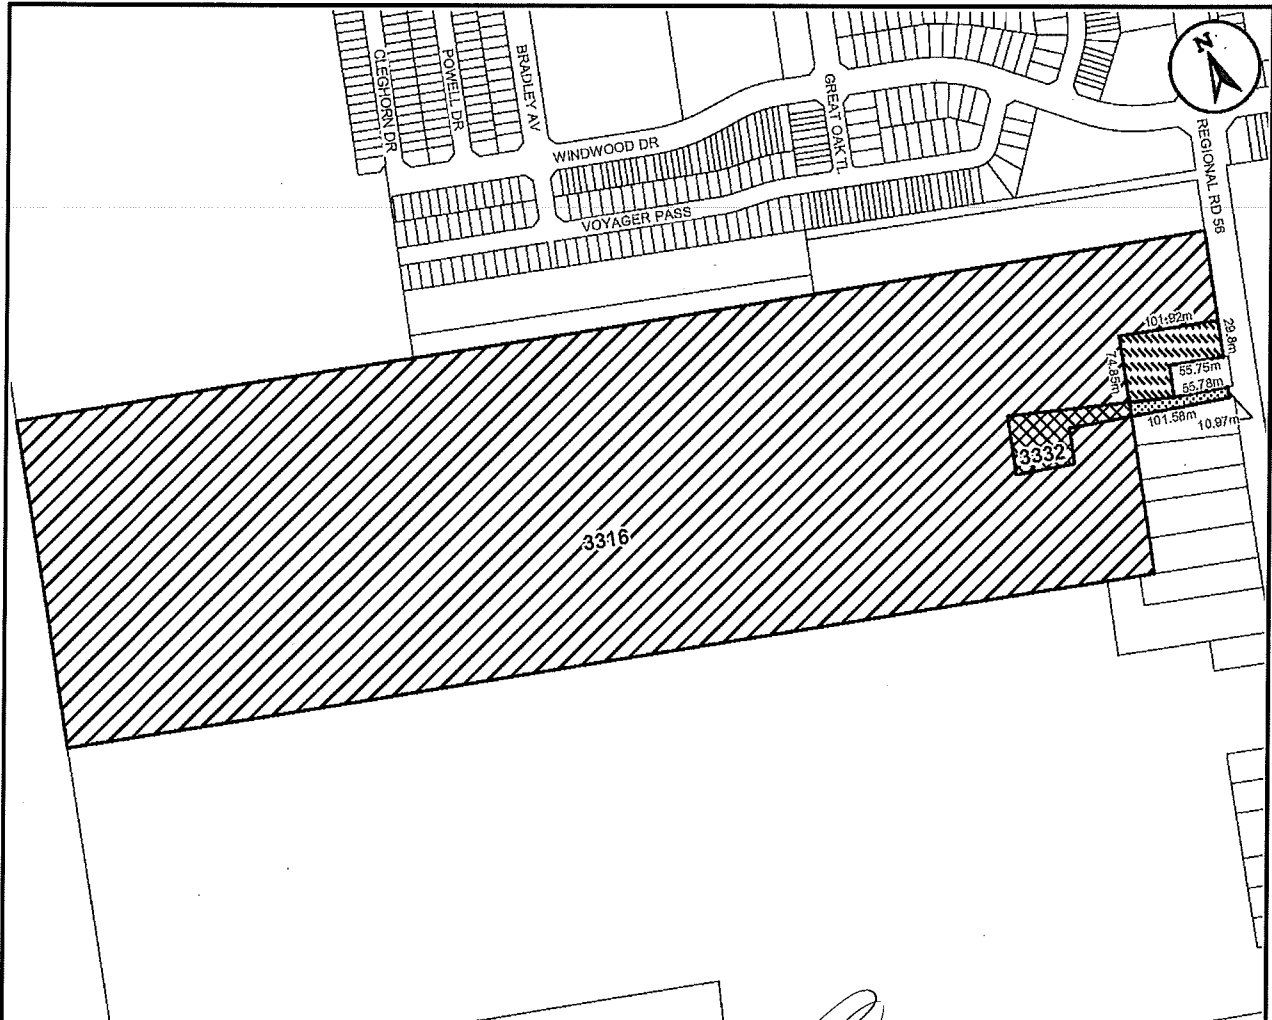 CLEGHORN DR
POWELL DR
BRADLEY AV
GREAT OAK TL
N
WINDWOOD DR
REGIONAL RD 56
VOYAGER PASS
101.92m
29.8m
74.85m
55.75m
55.78m
101.58m
10.97m
3332
3316